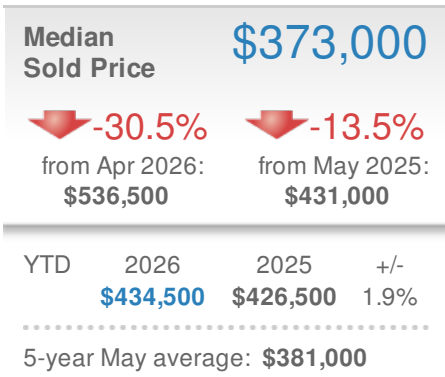 Median Sold Price $373,000
-30.5% -13.5%
from Apr 2026: from May 2025:
$536,500 $431,000
YTD 2026 2025 +/-
$434,500 $426,500 1.9%
5-year May average: $381,000